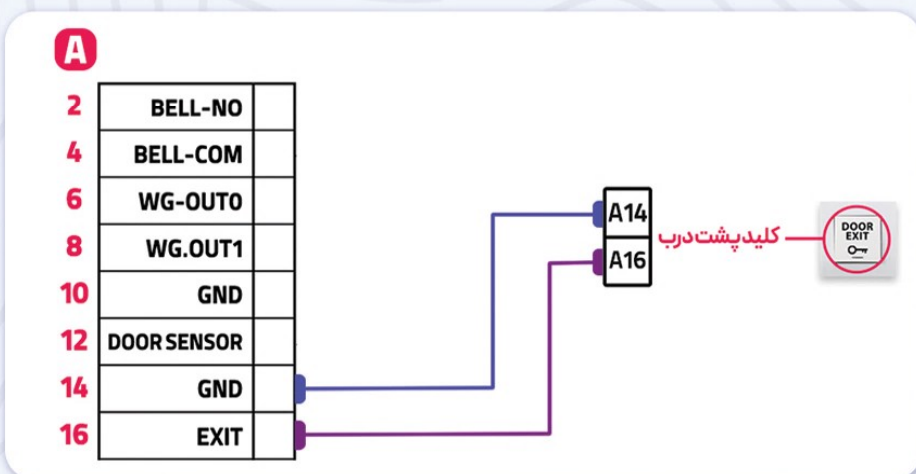 A
2 BELL-NO
4 BELL-COM
6 WG-OUT0
8 WG.OUT1
10 GND
12 DOOR SENSOR
14 GND
16 EXIT
A14
A16
کلید پشت درب
DOOR
EXIT